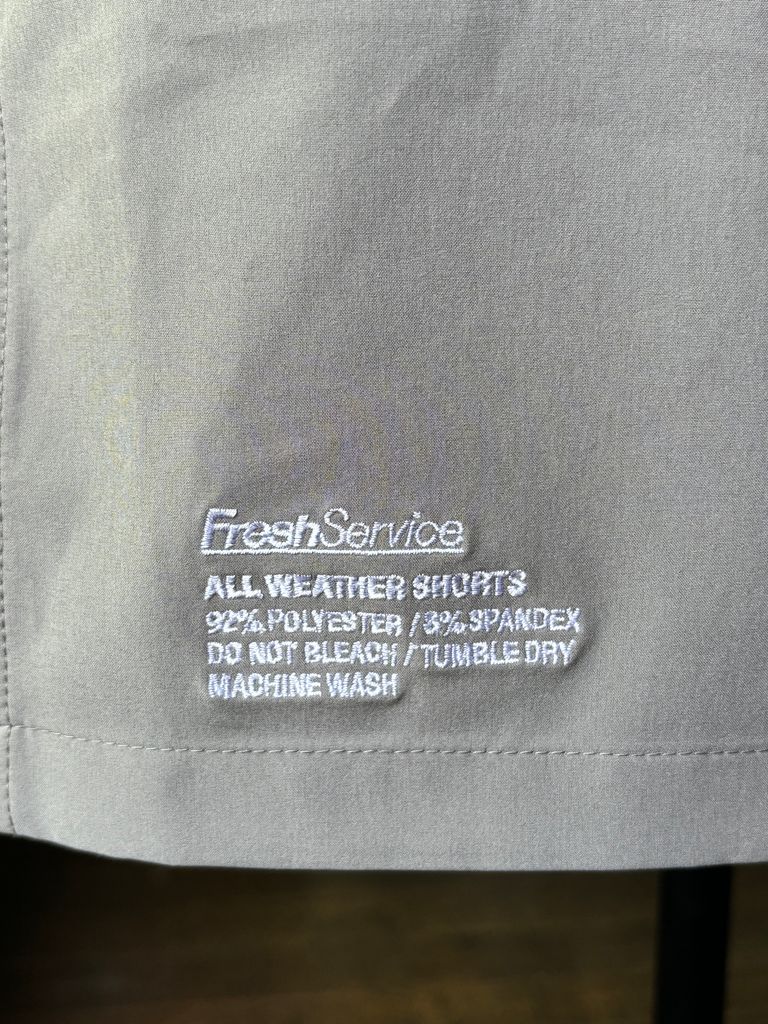 FreshService
ALL WEATHER SHORTS
92% POLYESTER / 8% SPANDEX
DO NOT BLEACH / TUMBLE DRY
MACHINE WASH